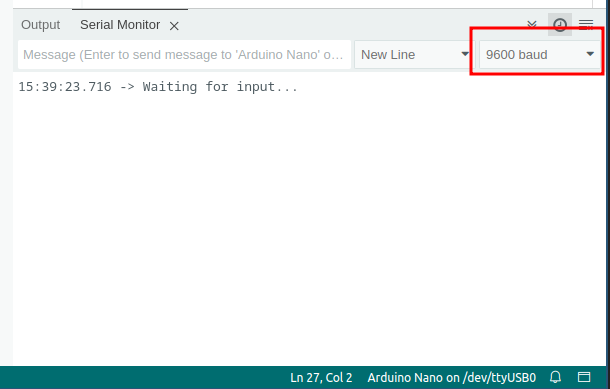 Output Serial Monitor
Message (Enter to send message to 'Arduino Nano' o... New Line 9600 baud
15:39:23.716 -> Waiting for input...
Ln 27, Col 2 Arduino Nano on /dev/ttyUSB0